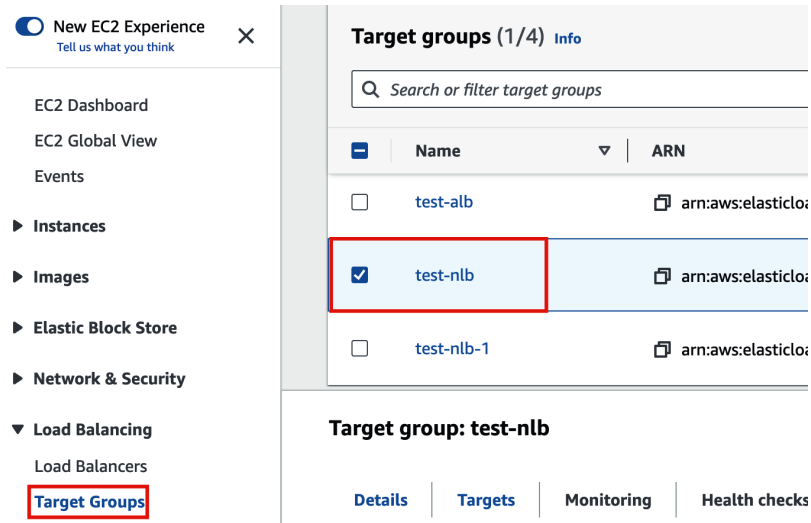 New EC2 Experience
Tell us what you think
EC2 Dashboard
EC2 Global View
Events
Instances
Images
Elastic Block Store
Network & Security
Load Balancing
Load Balancers
Target Groups
Target groups (1/4) Info
Search or filter target groups
Name ARN
test-alb arn:aws:elasticloa
test-nlb arn:aws:elasticloa
test-nlb-1 arn:aws:elasticloa
Target group: test-nlb
Details Targets Monitoring Health checks